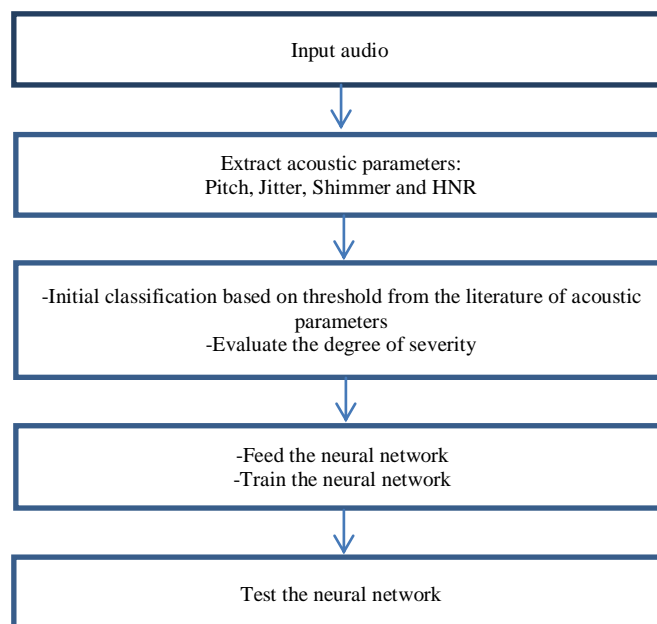 Input audio
Extract acoustic parameters:
Pitch, Jitter, Shimmer and HNR
-Initial classification based on threshold from the literature of acoustic
parameters
-Evaluate the degree of severity
-Feed the neural network
-Train the neural network
Test the neural network